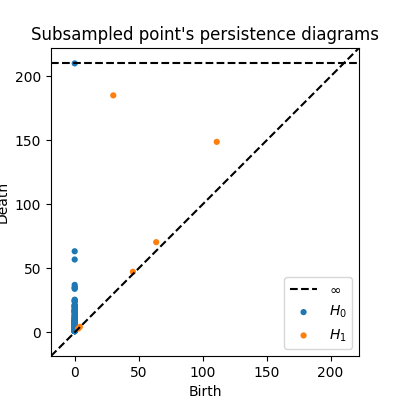 Subsampled point's persistence diagrams
200
150
100
50
0
Death
0
50
100
150
200
Birth
∞
H₀
H₁